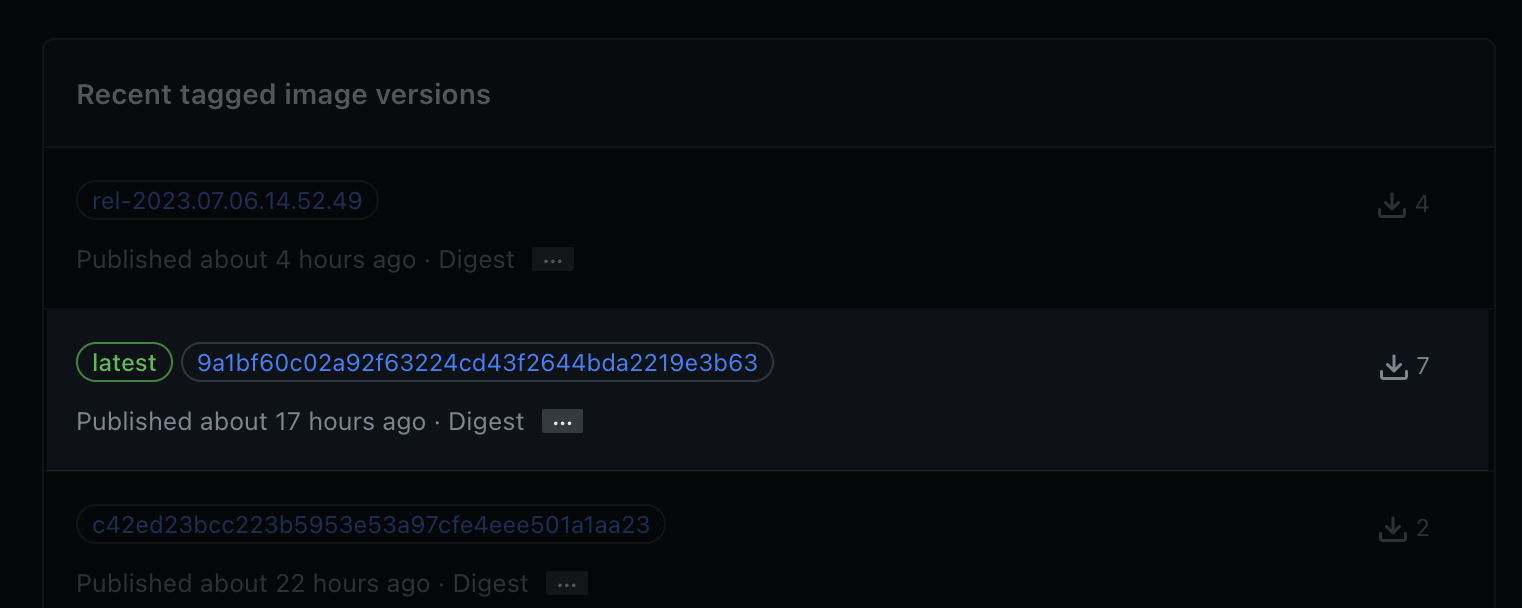 Recent tagged image versions
rel-2023.07.06.14.52.49
4
Published about 4 hours ago · Digest ...
latest 9a1bf60c02a92f63224cd43f2644bda2219e3b63
7
Published about 17 hours ago · Digest ...
c42ed23bcc223b5953e53a97cfe4eee501a1aa23
2
Published about 22 hours ago · Digest ...